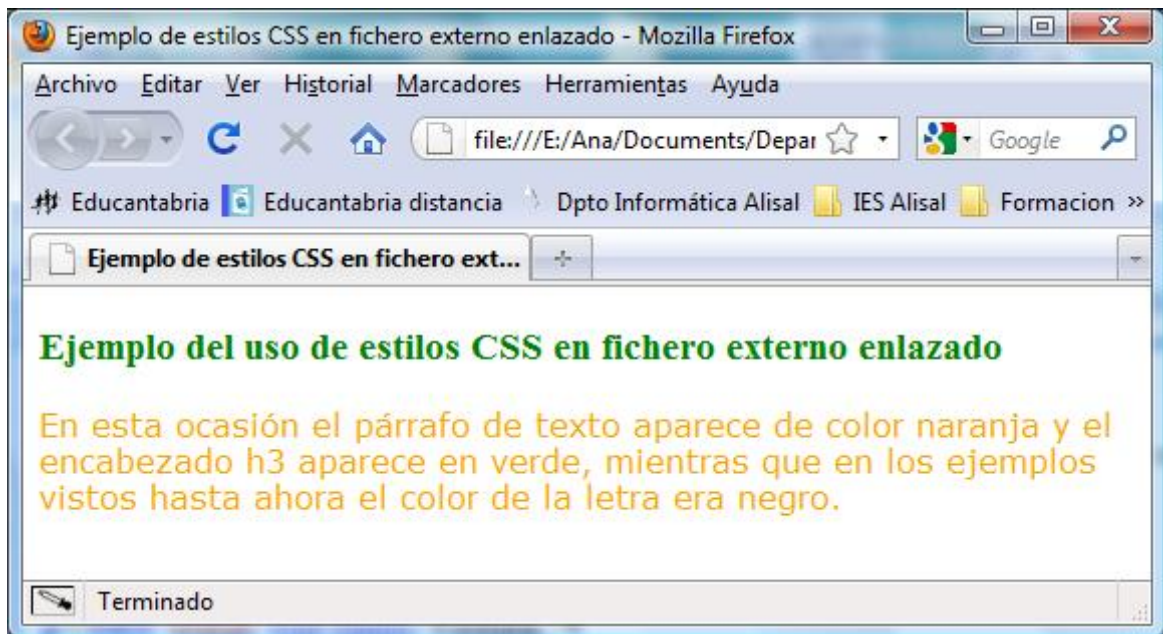 Ejemplo de estilos CSS en fichero externo enlazado - Mozilla Firefox
Archivo Editar Ver Historial Marcadores Herramientas Ayuda
file:///E:/Ana/Documents/Depar Google
Educantabria Educantabria distancia Dpto Informática Alisal IES Alisal Formacion »
Ejemplo de estilos CSS en fichero ext...
Ejemplo del uso de estilos CSS en fichero externo enlazado
En esta ocasión el párrafo de texto aparece de color naranja y el
encabezado h3 aparece en verde, mientras que en los ejemplos
vistos hasta ahora el color de la letra era negro.
Terminado